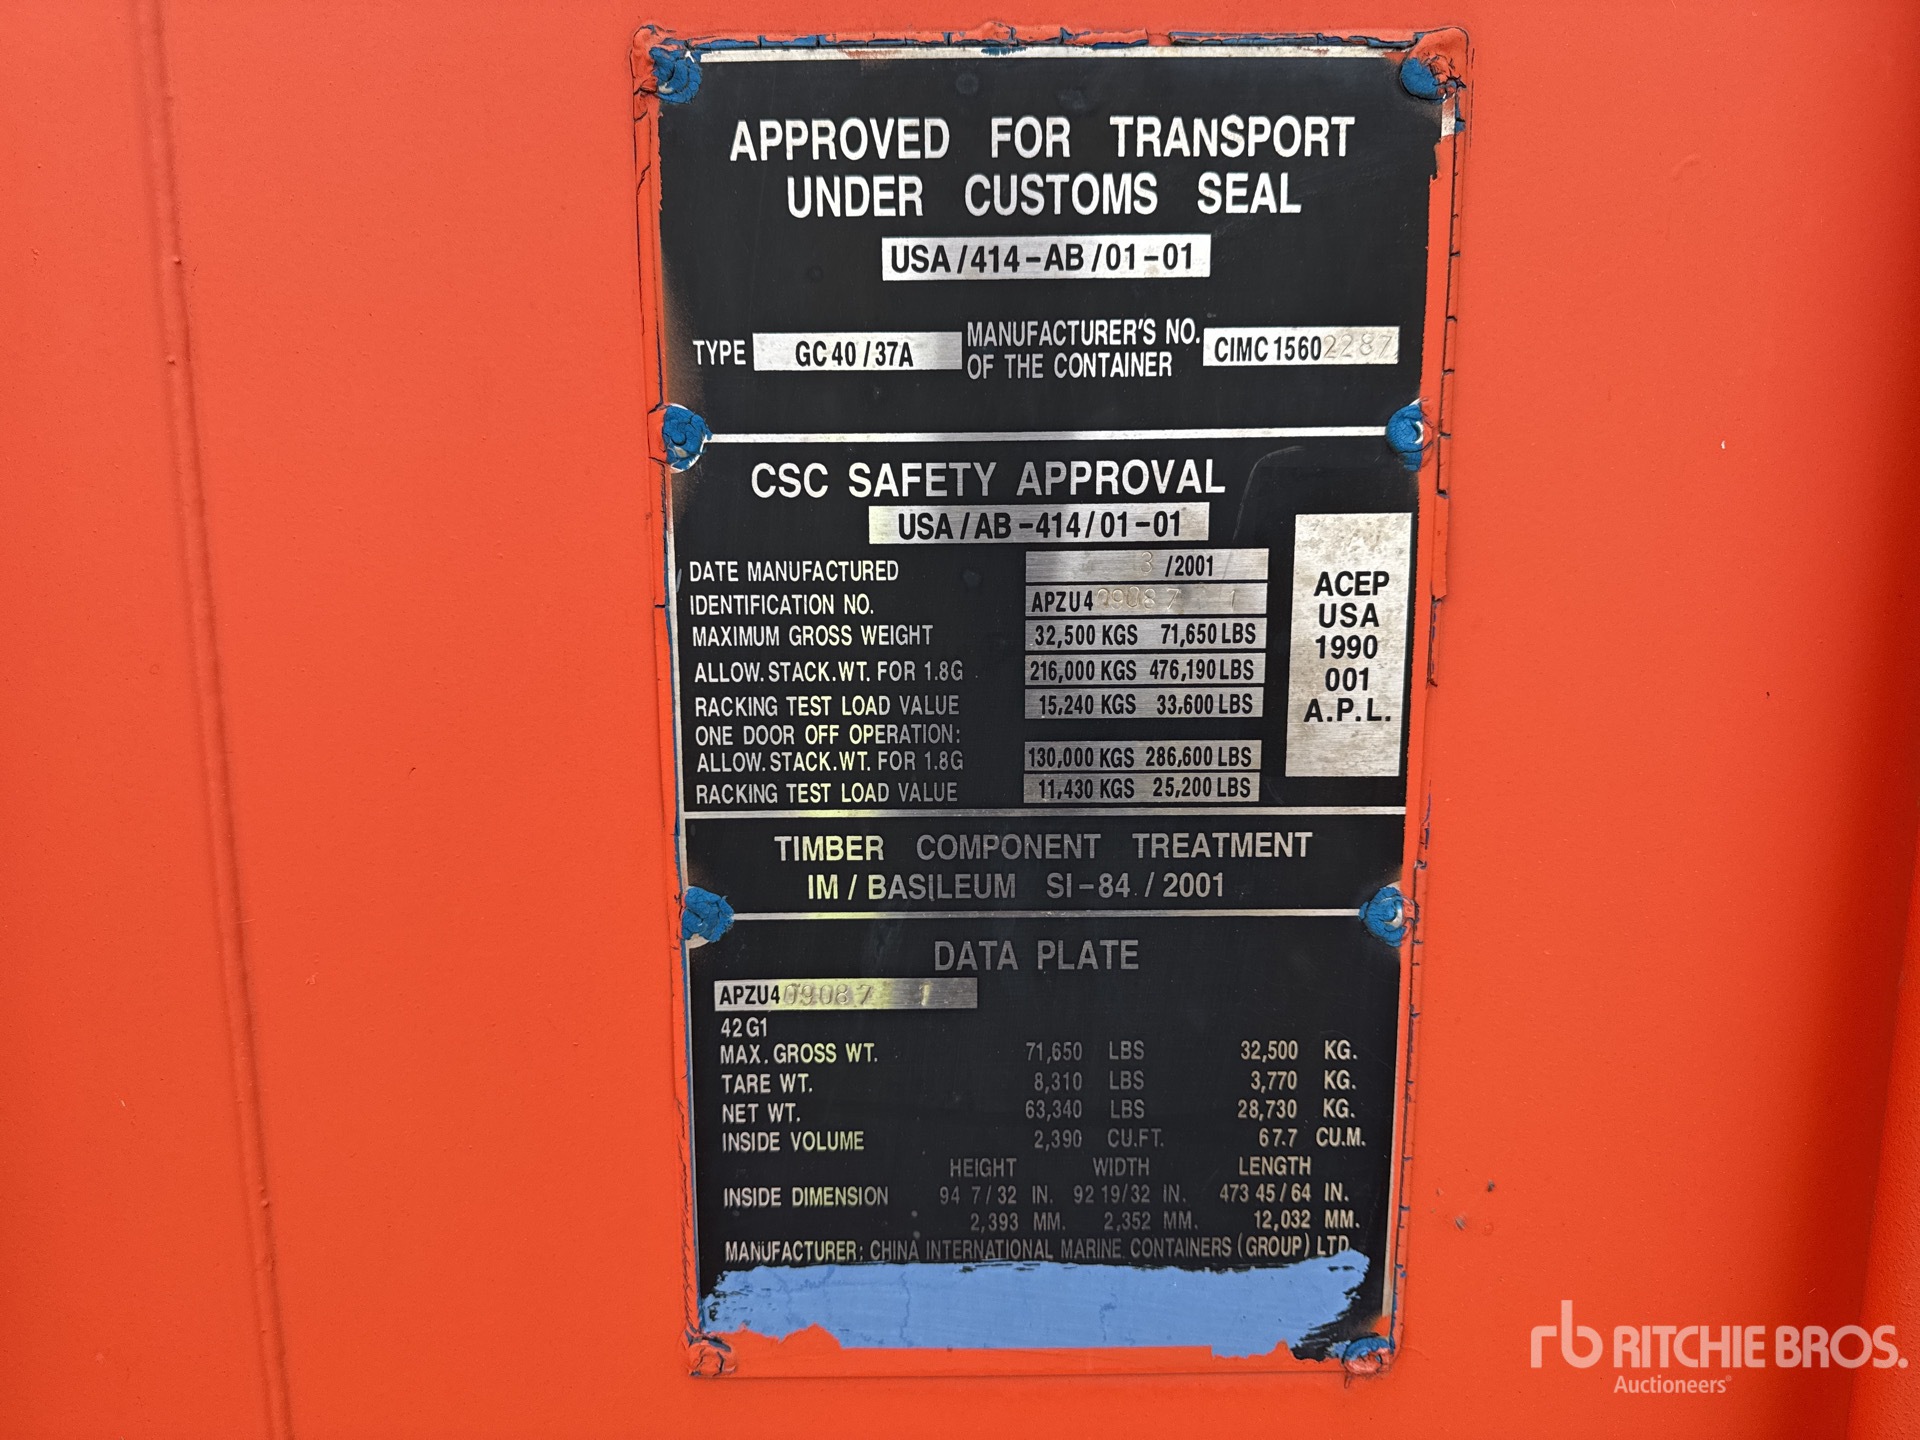 APPROVED FOR TRANSPORT
UNDER CUSTOMS SEAL
USA/414-AB/01-01
TYPE GC40/37A MANUFACTURER'S NO. OF THE CONTAINER CIMC15602287
CSC SAFETY APPROVAL
USA/AB-414/01-01
DATE MANUFACTURED 3/2001
IDENTIFICATION NO. APZU409087 1
MAXIMUM GROSS WEIGHT 32,500 KGS 71,650 LBS
ALLOW.STACK.WT. FOR 1.8G 216,000 KGS 476,190 LBS
RACKING TEST LOAD VALUE 15,240 KGS 33,600 LBS
ONE DOOR OFF OPERATION:
ALLOW.STACK.WT. FOR 1.8G 130,000 KGS 286,600 LBS
RACKING TEST LOAD VALUE 11,430 KGS 25,200 LBS
ACEP
USA
1990
001
A.P.L.
TIMBER COMPONENT TREATMENT
IM/BASILEUM SI-84/2001
DATA PLATE
APZU409087 1
42G1
MAX. GROSS WT. 71,650 LBS 32,500 KG.
TARE WT. 8,310 LBS 3,770 KG.
NET WT. 63,340 LBS 28,730 KG.
INSIDE VOLUME 2,390 CU.FT. 67.7 CU.M.
HEIGHT WIDTH LENGTH
INSIDE DIMENSION 94 7/32 IN. 92 19/32 IN. 473 45/64 IN.
2,393 MM. 2,352 MM. 12,032 MM.
MANUFACTURER: CHINA INTERNATIONAL MARINE CONTAINERS (GROUP) LTD.
rb RITCHIE BROS.
Auctioneers